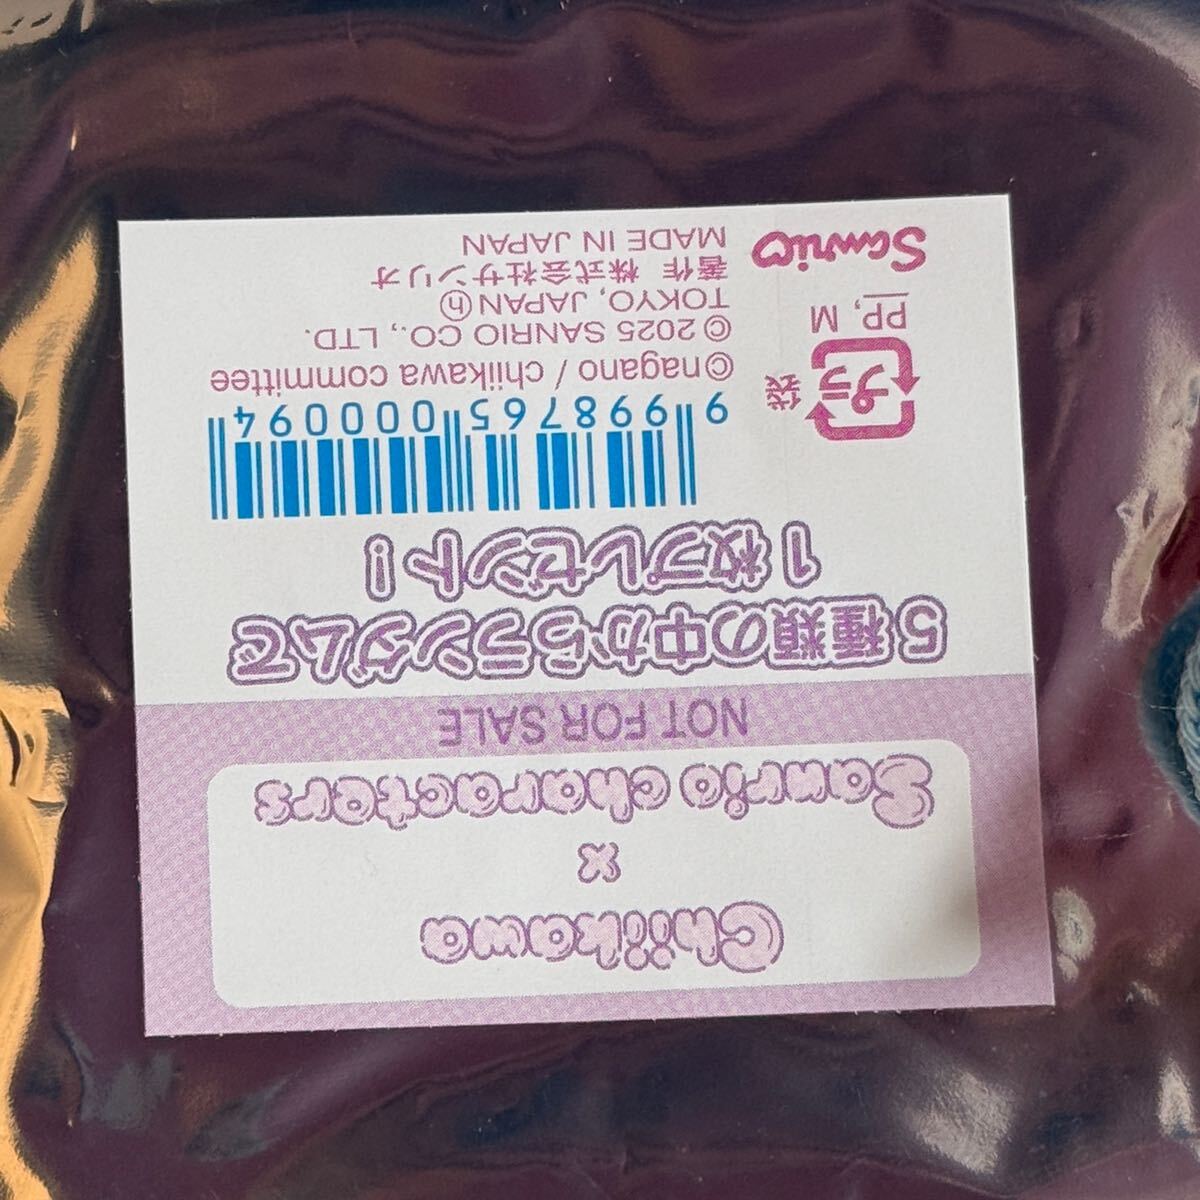 Chiikawa
×
Sanrio characters
NOT FOR SALE
5種類の中からランダムで
1枚プレゼント!
9 998765 000094
プラ 袋
PP, M
Sanrio
©nagano / chiikawa committee
© 2025 SANRIO CO., LTD.
TOKYO, JAPAN ⓗ
著作 株式会社サンリオ
MADE IN JAPAN